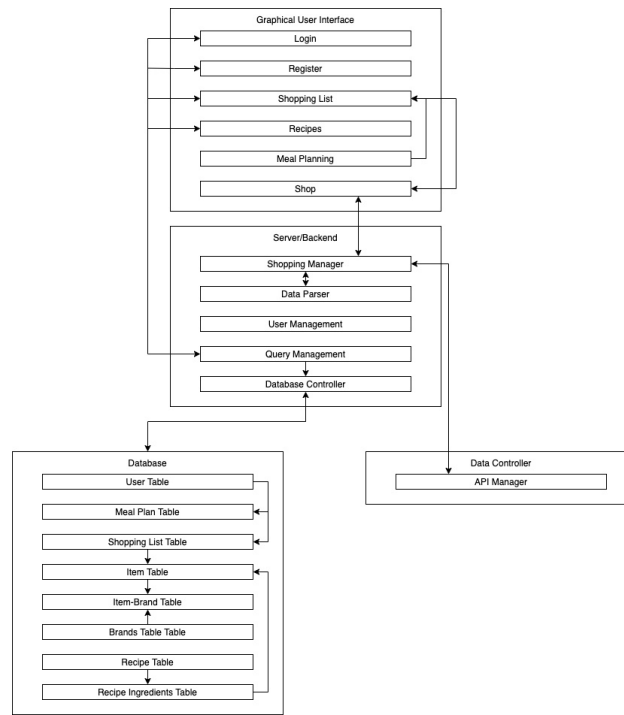 Graphical User Interface
Login
Register
Shopping List
Recipes
Meal Planning
Shop
Server/Backend
Shopping Manager
Data Parser
User Management
Query Management
Database Controller
Database
User Table
Meal Plan Table
Shopping List Table
Item Table
Item-Brand Table
Brands Table Table
Recipe Table
Recipe Ingredients Table
Data Controller
API Manager